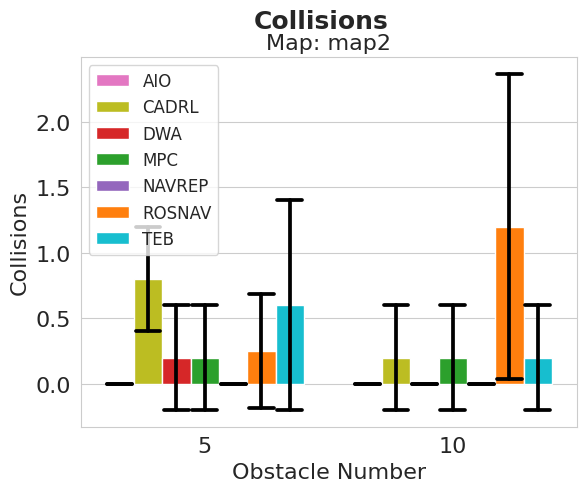 Collisions
Map: map2
AIO
CADRL
DWA
MPC
NAVREP
ROSNAV
TEB
2.0
1.5
1.0
0.5
0.0
Collisions
5 10
Obstacle Number